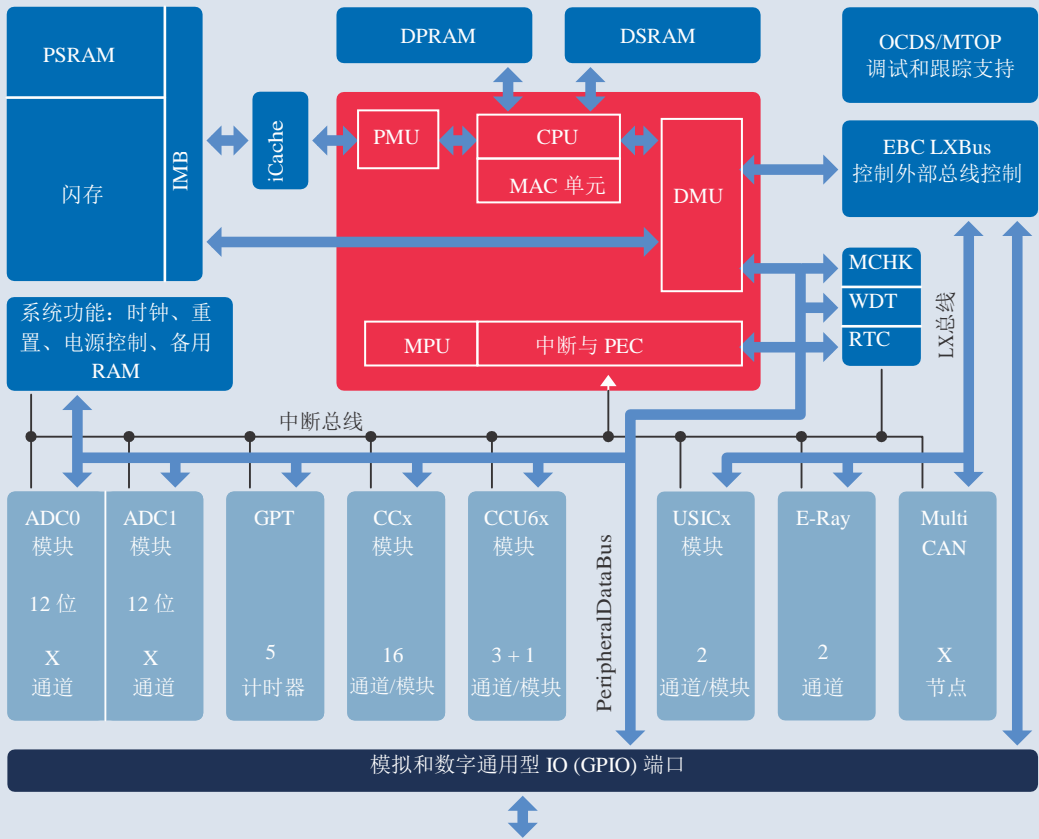 DPRAM
DSRAM
PSRAM
闪存
IMB
iCache
PMU
CPU
MAC 单元
DMU
OCDS/MTOP
调试和跟踪支持
EBC LXBus
控制外部总线控制
MCHK
WDT
RTC
LX总线
系统功能：时钟、重
置、电源控制、备用
RAM
MPU
中断与 PEC
中断总线
ADC0
模块
12 位
X
通道
ADC1
模块
12 位
X
通道
GPT
5
计时器
CCx
模块
16
通道/模块
CCU6x
模块
3 + 1
通道/模块
PeripheralDataBus
USICx
模块
2
通道/模块
E-Ray
2
通道
Multi
CAN
X
节点
模拟和数字通用型 IO (GPIO) 端口